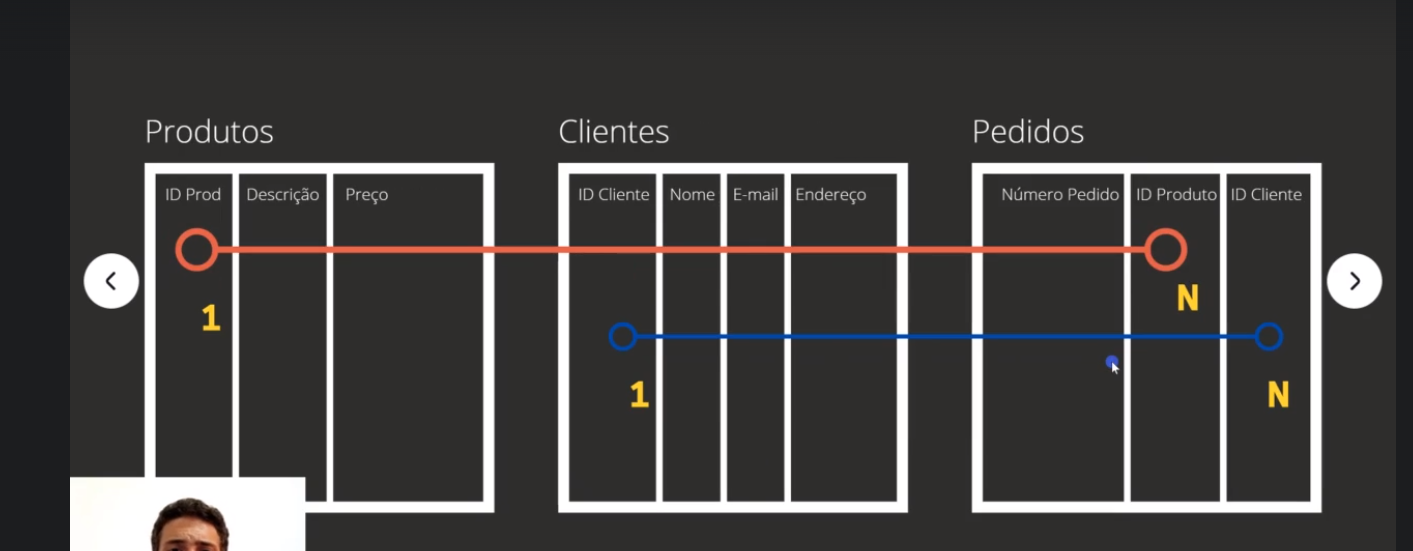 Produtos
Clientes
Pedidos
ID Prod Descrição Preço
ID Cliente Nome E-mail Endereço
Número Pedido ID Produto ID Cliente
1
N
1
N